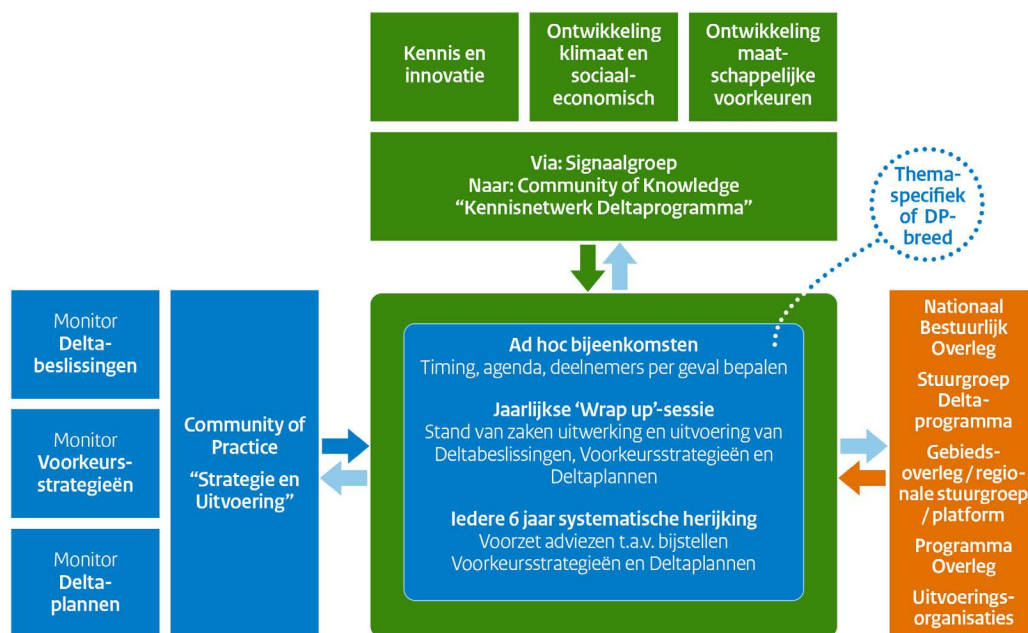 Kennis en
innovatie
Ontwikkeling
klimaat en
sociaal-
economisch
Ontwikkeling
maat-
schappelijke
voorkeuren
Via: Signaalgroep
Naar: Community of Knowledge
“Kennisnetwerk Deltaprogramma”
Thema-
specifiek
of DP-
breed
Monitor
Delta-
beslissingen
Monitor
Voorkeurs-
strategieën
Monitor
Delta-
plannen
Community of
Practice
“Strategie en
Uitvoering”
Ad hoc bijeenkomsten
Timing, agenda, deelnemers per geval bepalen
Jaarlijkse ‘Wrap up’-sessie
Stand van zaken uitwerking en uitvoering van
Deltabeslissingen, Voorkeursstrategieën en
Deltaplannen
Iedere 6 jaar systematische herijking
Voorzet adviezen t.a.v. bijstellen
Voorkeursstrategieën en Deltaplannen
Nationaal
Bestuurlijk
Overleg
Stuurgroep
Delta-
programma
Gebieds-
overleg / regio-
nale stuurgroep
/ platform
Programma
Overleg
Uitvoerings-
organisaties